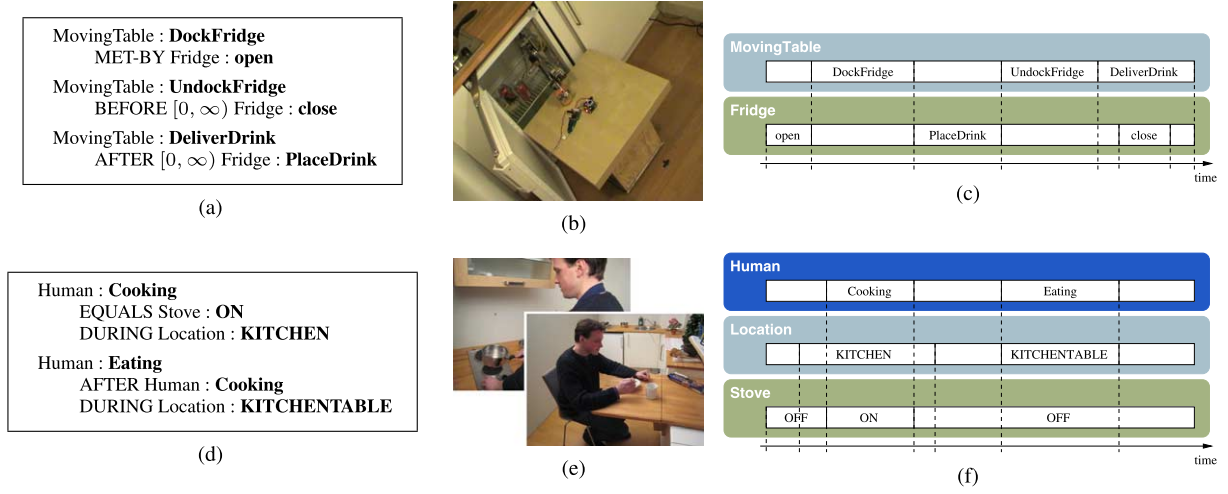 MovingTable : DockFridge
MET-BY Fridge : open
MovingTable : UndockFridge
BEFORE [0, ∞) Fridge : close
MovingTable : DeliverDrink
AFTER [0, ∞) Fridge : PlaceDrink
(a)
(b)
MovingTable
DockFridge UndockFridge DeliverDrink
Fridge
open PlaceDrink close
time
(c)
Human : Cooking
EQUALS Stove : ON
DURING Location : KITCHEN
Human : Eating
AFTER Human : Cooking
DURING Location : KITCHENTABLE
(d)
(e)
Human
Cooking Eating
Location
KITCHEN KITCHENTABLE
Stove
OFF ON OFF
time
(f)